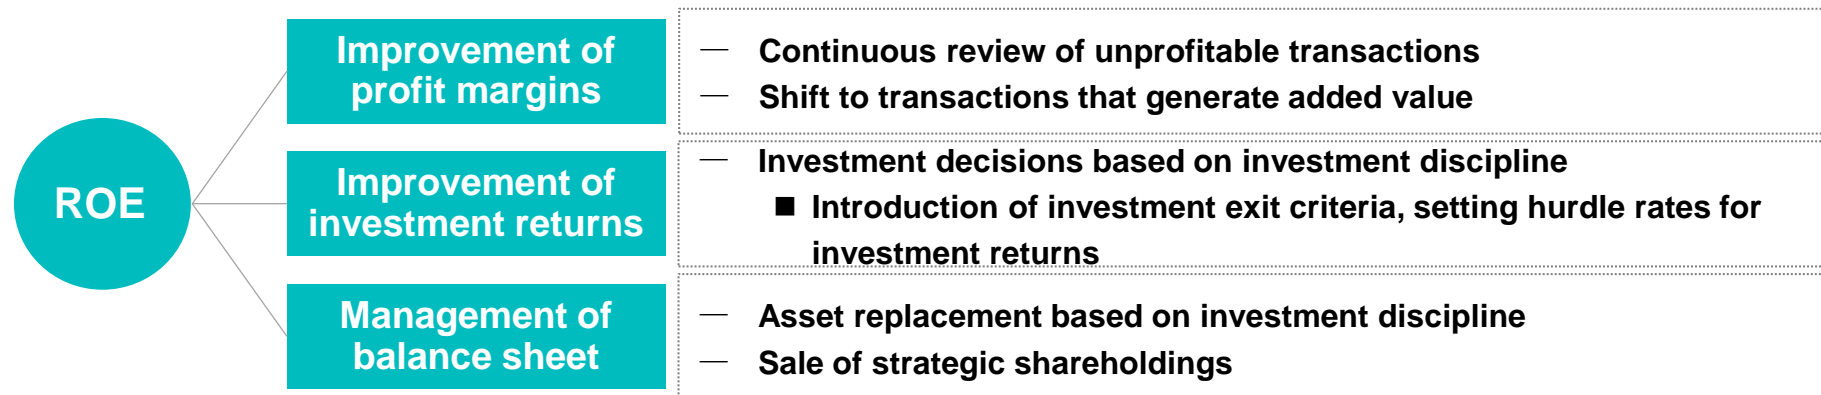 ROE
Improvement of
profit margins
— Continuous review of unprofitable transactions
— Shift to transactions that generate added value
Improvement of
investment returns
— Investment decisions based on investment discipline
■ Introduction of investment exit criteria, setting hurdle rates for
investment returns
Management of
balance sheet
— Asset replacement based on investment discipline
— Sale of strategic shareholdings